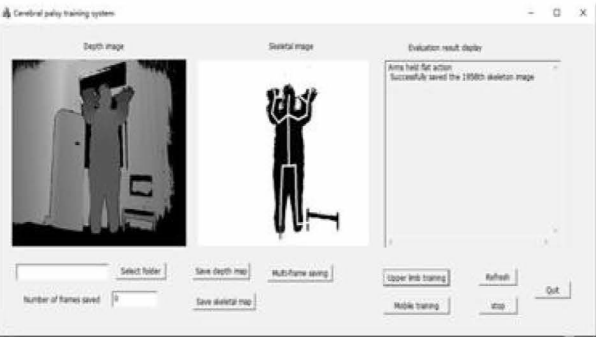 Cerebral palsy training system
Depth image
Skeletal image
Evaluation result display
Arms held flat action
Successfully saved the 1958th skeleton image
Select folder
Save depth map
Multi-frame saving
Upper limb training
Refresh
Quit
Number of frames saved
0
Save skeletal map
Mobile training
stop